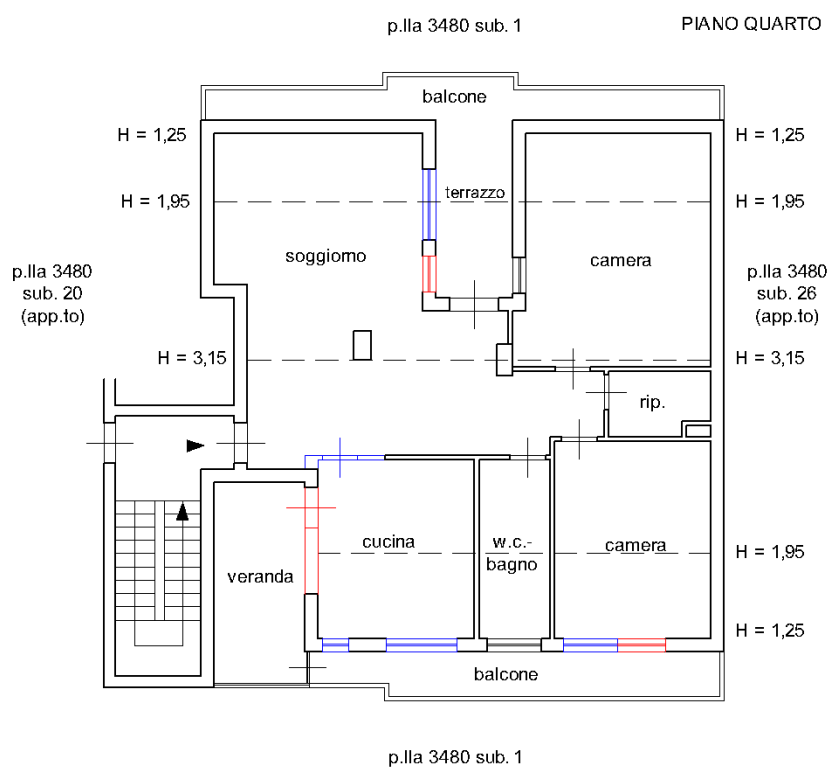 p.lla 3480 sub. 1
PIANO QUARTO
balcone
H = 1,25
H = 1,25
H = 1,95
terrazzo
H = 1,95
soggiorno
camera
p.lla 3480
sub. 20
(app.to)
p.lla 3480
sub. 26
(app.to)
H = 3,15
H = 3,15
rip.
cucina
w.c.-
bagno
camera
H = 1,95
veranda
H = 1,25
balcone
p.lla 3480 sub. 1